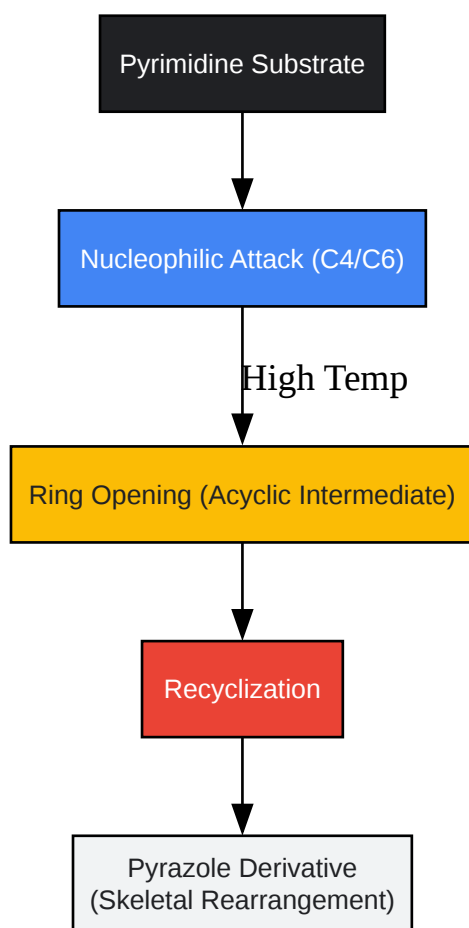 Pyrimidine Substrate
Nucleophilic Attack (C4/C6)
High Temp
Ring Opening (Acyclic Intermediate)
Recyclization
Pyrazole Derivative
(Skeletal Rearrangement)